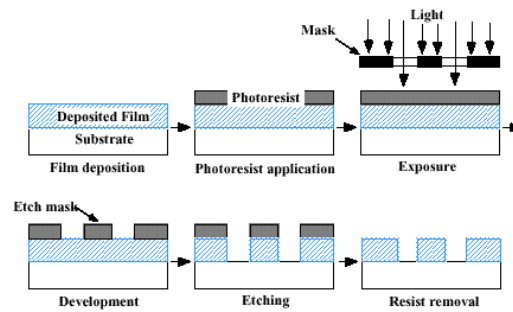 Light
Mask
Photoresist
Deposited Film
Substrate
Film deposition
Photoresist application
Exposure
Etch mask
Development
Etching
Resist removal